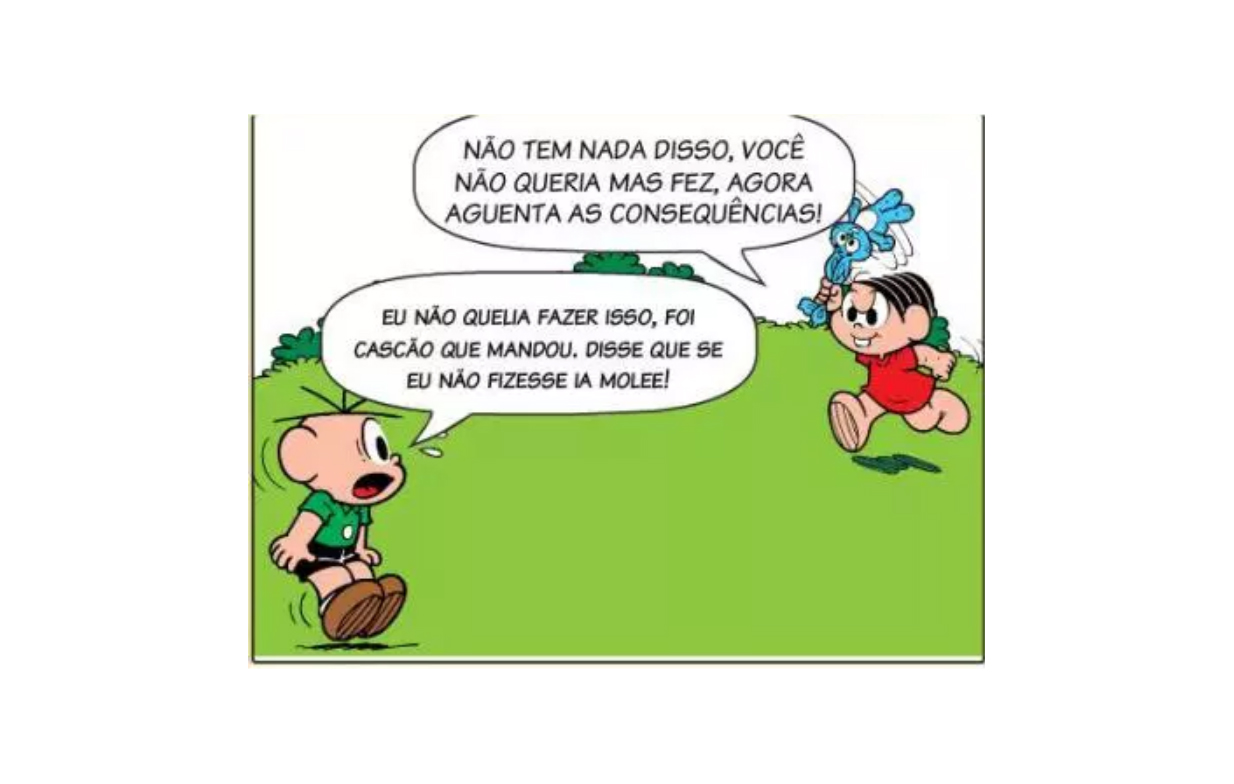 NÃO TEM NADA DISSO, VOCÊ
NÃO QUERIA MAS FEZ, AGORA
AGUENTA AS CONSEQUÊNCIAS!
EU NÃO QUELIA FAZER ISSO, FOI
CASCÃO QUE MANDOU. DISSE QUE SE
EU NÃO FIZESSE IA MOLEE!